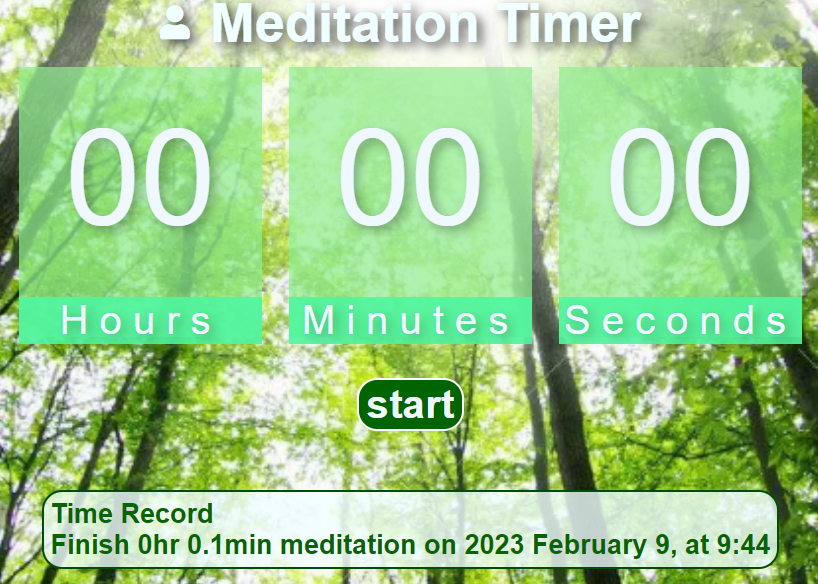 Meditation Timer
00 00 00
Hours Minutes Seconds
start
Time Record
Finish 0hr 0.1min meditation on 2023 February 9, at 9:44